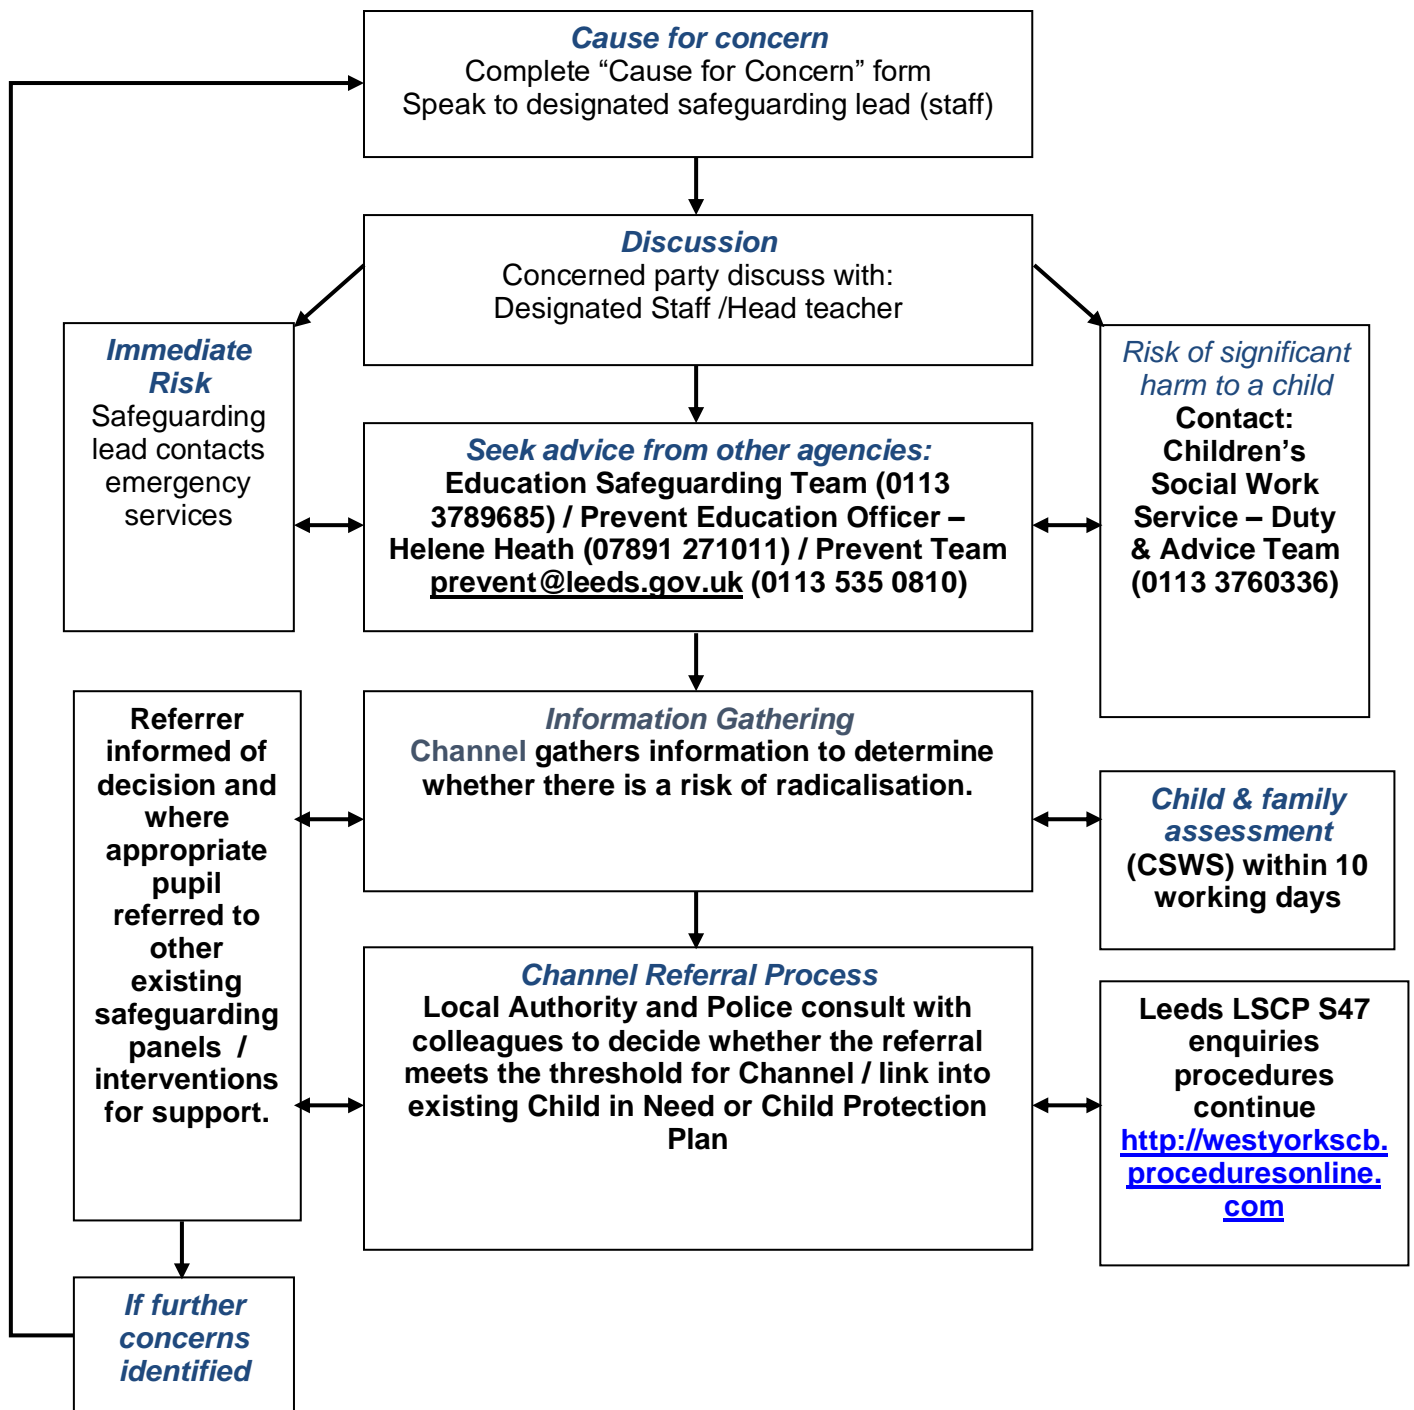 Cause for concern
Complete “Cause for Concern” form
Speak to designated safeguarding lead (staff)
Discussion
Concerned party discuss with:
Designated Staff /Head teacher
Immediate
Risk
Safeguarding
lead contacts
emergency
services
Seek advice from other agencies:
Education Safeguarding Team (0113
3789685) / Prevent Education Officer –
Helene Heath (07891 271011) / Prevent Team
prevent@leeds.gov.uk (0113 535 0810)
Risk of significant
harm to a child
Contact:
Children’s
Social Work
Service – Duty
& Advice Team
(0113 3760336)
Referrer
informed of
decision and
where
appropriate
pupil
referred to
other
existing
safeguarding
panels /
interventions
for support.
Information Gathering
Channel gathers information to determine
whether there is a risk of radicalisation.
Child & family
assessment
(CSWS) within 10
working days
Channel Referral Process
Local Authority and Police consult with
colleagues to decide whether the referral
meets the threshold for Channel / link into
existing Child in Need or Child Protection
Plan
Leeds LSCP S47
enquiries
procedures
continue
http://westyorkscb.
proceduresonline.
com
If further
concerns
identified